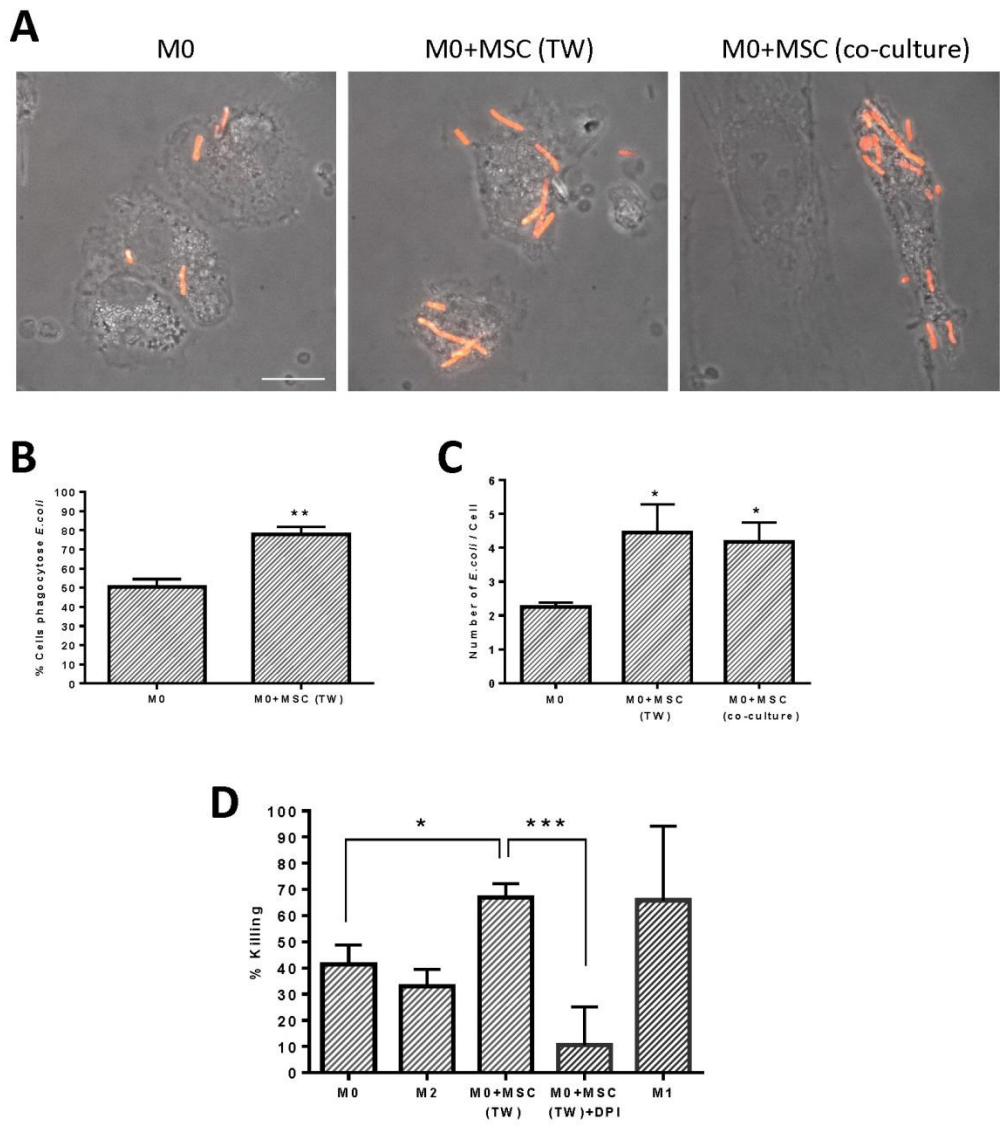 A
M0
M0+MSC (TW)
M0+MSC (co-culture)
B
% Cells phagocytose E.coli
100
90
80
70
60
50
40
30
20
10
0
**
M0
M0+MSC (TW)
C
Number of E.coli / Cell
6
5
4
3
2
1
0
*
*
M0
M0+MSC
(TW)
M0+MSC
(co-culture)
D
% Killing
100
90
80
70
60
50
40
30
20
10
0
*
***
M0
M2
M0+MSC
(TW)
M0+MSC
(TW)+DPI
M1